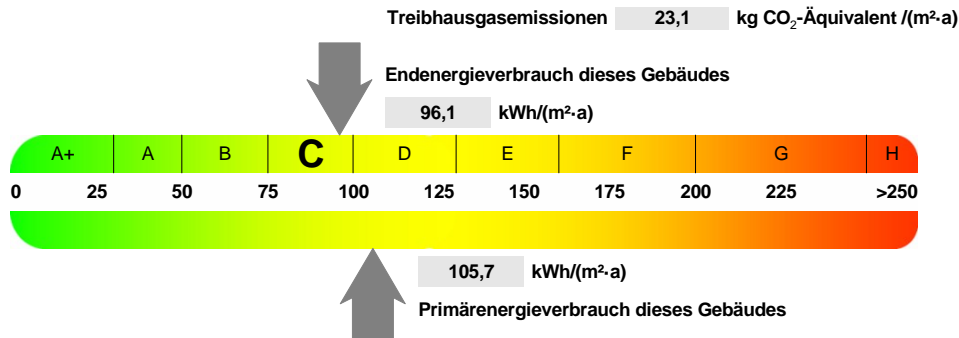 Treibhausgasemissionen 23,1 kg CO₂-Äquivalent /(m²·a)
Endenergieverbrauch dieses Gebäudes
96,1 kWh/(m²·a)
A+ A B C D E F G H
0 25 50 75 100 125 150 175 200 225 >250
105,7 kWh/(m²·a)
Primärenergieverbrauch dieses Gebäudes